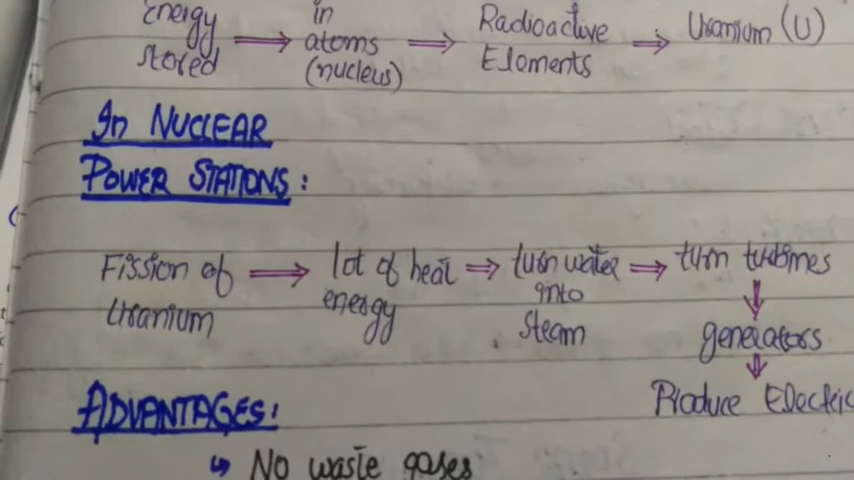 Energy stored ⇒ in atoms (nucleus) ⇒ Radioactive Elements ⇒ Uranium (U)
In NUCLEAR
POWER STATIONS:
Fission of Uranium ⇒ lot of heat energy ⇒ turn water into steam ⇒ turn turbines
⇓
generators
⇓
Produce Electric
ADVANTAGES:
↳ No waste gases